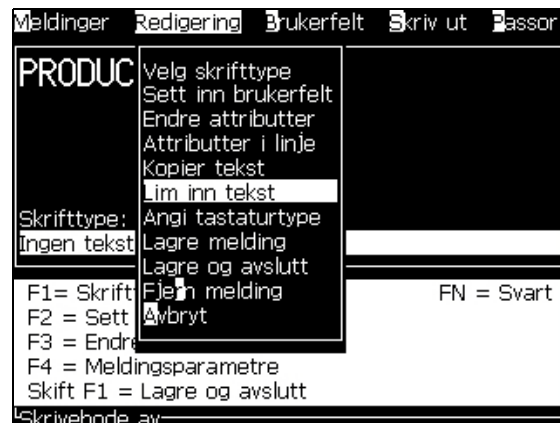 Meldinger Redigering Brukerfelt Skriv ut Passor
PRODUC
Velg skrifttype
Sett inn brukerfelt
Endre attributter
Attributter i linje
Kopier tekst
Lim inn tekst
Angi tastaturtype
Lagre melding
Lagre og avslutt
Fjern melding
Avbryt
Skrifttype:
Ingen tekst
F1= Skrift
FN = Svart
F2 = Sett
F3 = Endre
F4 = Meldingsparametre
Skift F1 = Lagre og avslutt
Skrivehode av